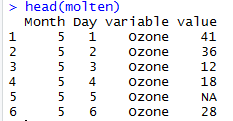 > head(molten)
Month Day variable value
1 5 1 Ozone 41
2 5 2 Ozone 36
3 5 3 Ozone 12
4 5 4 Ozone 18
5 5 5 Ozone NA
6 5 6 Ozone 28